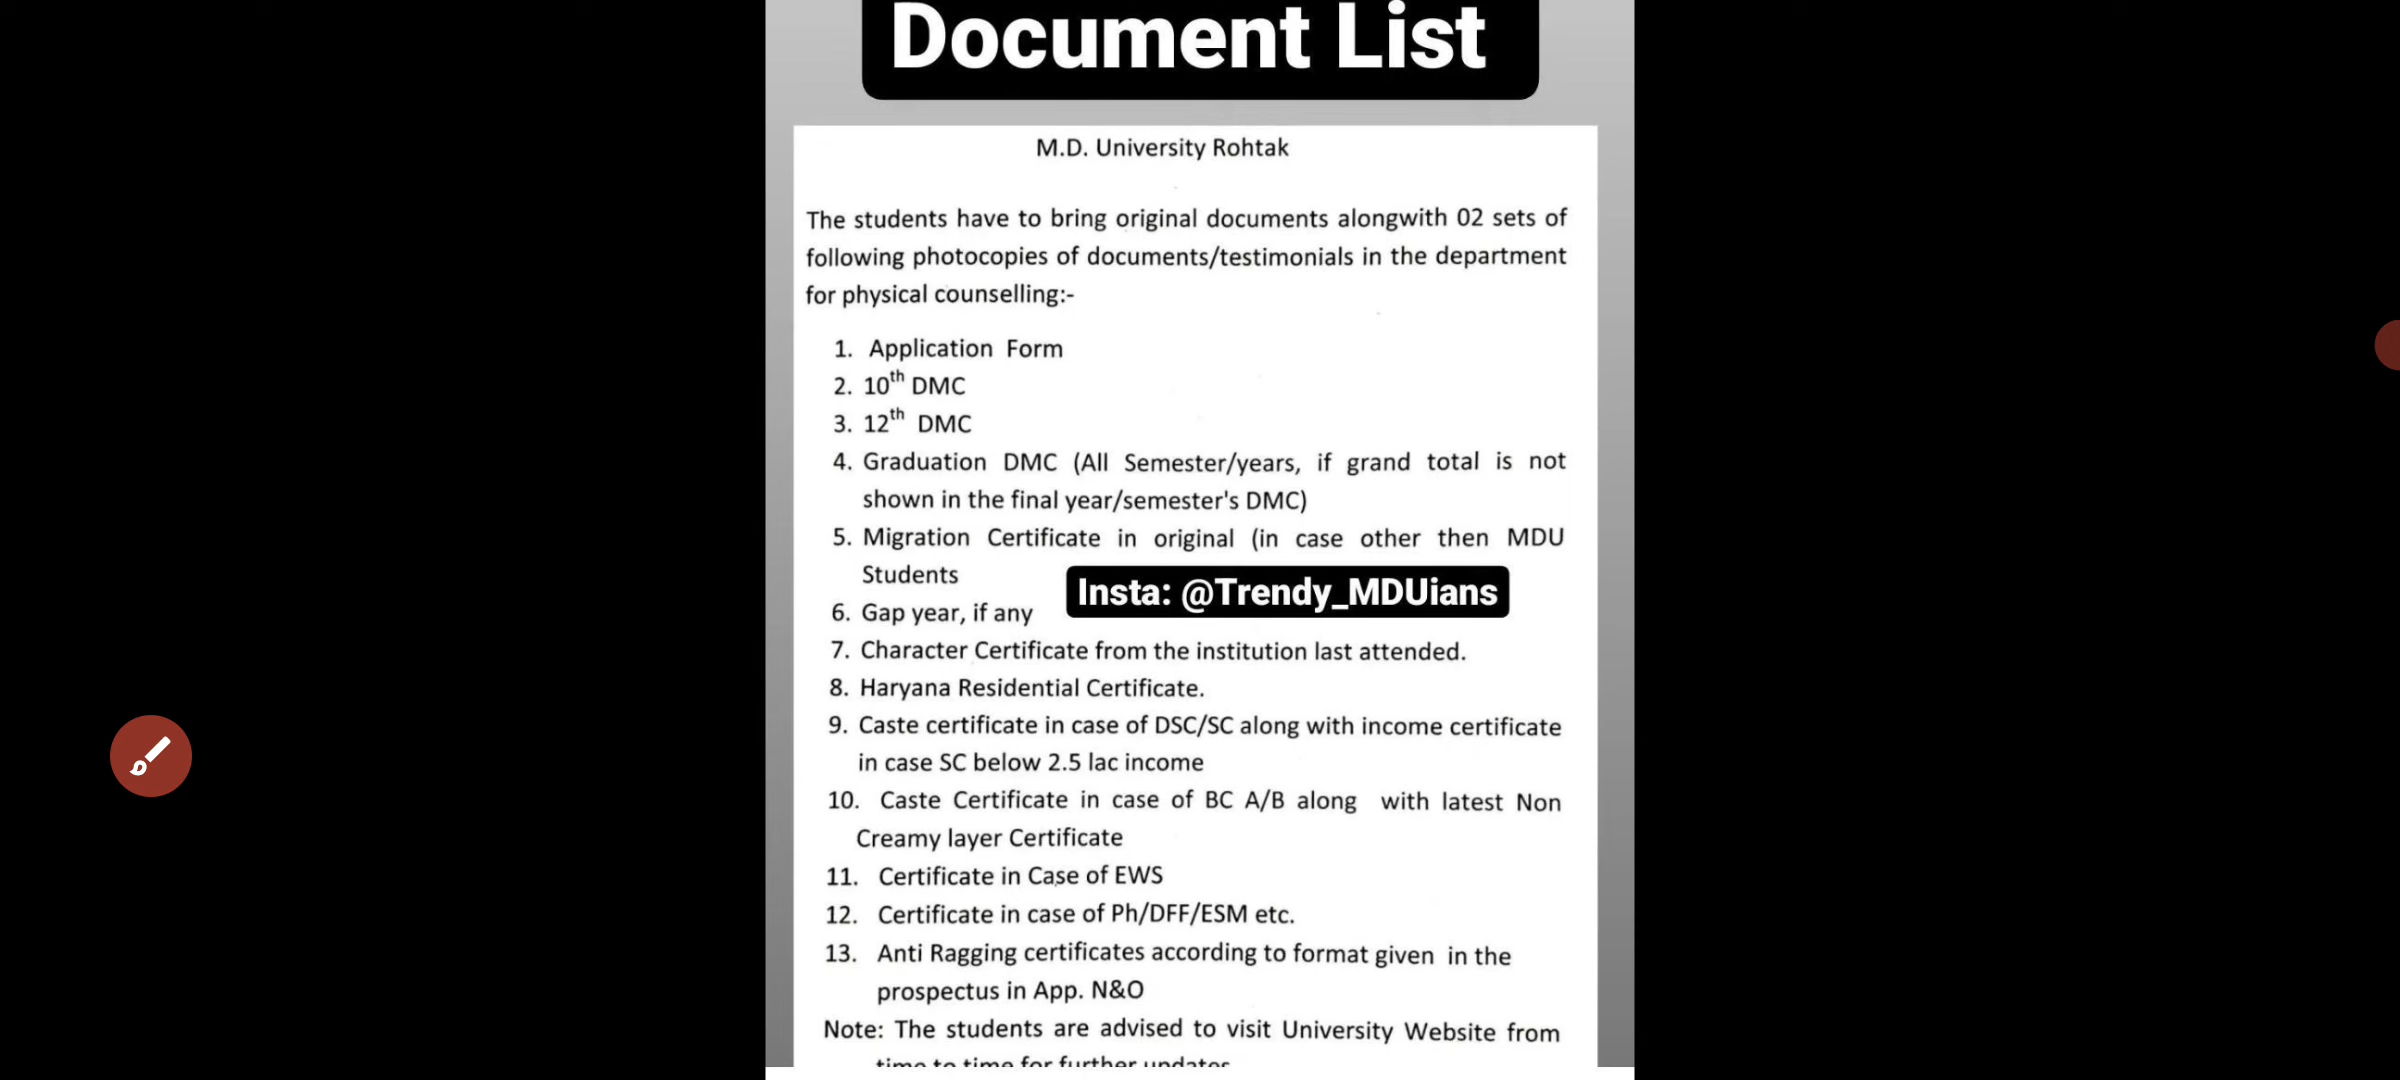 Document List
M.D. University Rohtak
The students have to bring original documents alongwith 02 sets of
following photocopies of documents/testimonials in the department
for physical counselling:-
1. Application Form
2. 10th DMC
3. 12th DMC
4. Graduation DMC (All Semester/years, if grand total is not
shown in the final year/semester's DMC)
5. Migration Certificate in original (in case other then MDU
Students
Insta: @Trendy_MDUians
6. Gap year, if any
7. Character Certificate from the institution last attended.
8. Haryana Residential Certificate.
9. Caste certificate in case of DSC/SC along with income certificate
in case SC below 2.5 lac income
10. Caste Certificate in case of BC A/B along with latest Non
Creamy layer Certificate
11. Certificate in Case of EWS
12. Certificate in case of Ph/DFF/ESM etc.
13. Anti Ragging certificates according to format given in the
prospectus in App. N&O
Note: The students are advised to visit University Website from
time to time for further updates